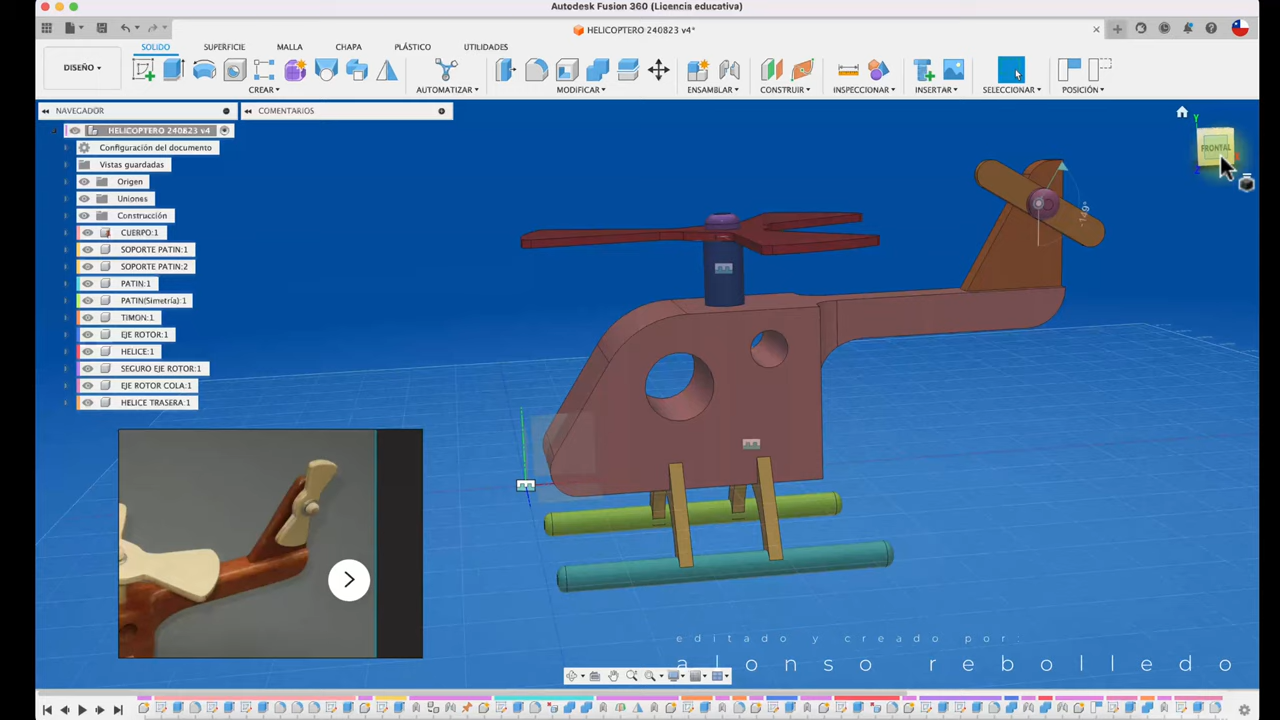 Autodesk Fusion 360 (Licencia educativa)
HELICOPTERO 240823 v4*
DISEÑO
SÓLIDO SUPERFICIE MALLA CHAPA PLÁSTICO UTILIDADES
CREAR AUTOMATIZAR MODIFICAR ENSAMBLAR CONSTRUIR INSPECCIONAR INSERTAR SELECCIONAR POSICIÓN
NAVEGADOR
COMENTARIOS
HELICOPTERO 240823 v4
Configuración del documento
Vistas guardadas
Origen
Uniones
Construcción
CUERPO:1
SOPORTE PATIN:1
SOPORTE PATIN:2
PATIN:1
PATIN(Simetría):1
TIMON:1
EJE ROTOR:1
HELICE:1
SEGURO EJE ROTOR:1
EJE ROTOR COLA:1
HELICE TRASERA:1
Y
FRONTAL
Z
-149°
editado y creado por:
alonso rebolledo